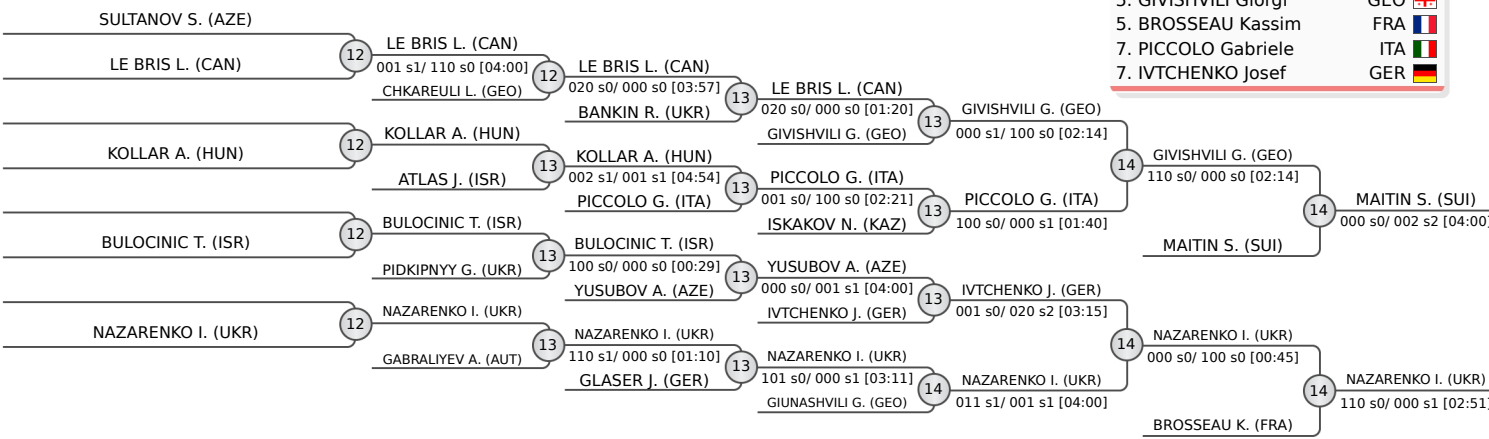 5. GIVISHVILI Giorgi GEO
5. BROSSEAU Kassim FRA
7. PICCOLO Gabriele ITA
7. IVTCHENKO Josef GER
SULTANOV S. (AZE)
LE BRIS L. (CAN)
12
LE BRIS L. (CAN)
001 s1/ 110 s0 [04:00]
CHKAREULI L. (GEO)
12
LE BRIS L. (CAN)
020 s0/ 000 s0 [03:57]
BANKIN R. (UKR)
13
LE BRIS L. (CAN)
020 s0/ 000 s0 [01:20]
GIVISHVILI G. (GEO)
13
GIVISHVILI G. (GEO)
000 s1/ 100 s0 [02:14]
KOLLAR A. (HUN)
12
KOLLAR A. (HUN)
ATLAS J. (ISR)
13
KOLLAR A. (HUN)
002 s1/ 001 s1 [04:54]
PICCOLO G. (ITA)
13
PICCOLO G. (ITA)
001 s0/ 100 s0 [02:21]
ISKAKOV N. (KAZ)
13
PICCOLO G. (ITA)
100 s0/ 000 s1 [01:40]
14
GIVISHVILI G. (GEO)
110 s0/ 000 s0 [02:14]
MAITIN S. (SUI)
14
MAITIN S. (SUI)
000 s0/ 002 s2 [04:00]
BULOCINIC T. (ISR)
12
BULOCINIC T. (ISR)
PIDKIPNYY G. (UKR)
13
BULOCINIC T. (ISR)
100 s0/ 000 s0 [00:29]
YUSUBOV A. (AZE)
13
YUSUBOV A. (AZE)
000 s0/ 001 s1 [04:00]
IVTCHENKO J. (GER)
13
IVTCHENKO J. (GER)
001 s0/ 020 s2 [03:15]
NAZARENKO I. (UKR)
12
NAZARENKO I. (UKR)
GABRALIYEV A. (AUT)
13
NAZARENKO I. (UKR)
110 s1/ 000 s0 [01:10]
GLASER J. (GER)
13
NAZARENKO I. (UKR)
101 s0/ 000 s1 [03:11]
GIUNASHVILI G. (GEO)
14
NAZARENKO I. (UKR)
011 s1/ 001 s1 [04:00]
14
NAZARENKO I. (UKR)
000 s0/ 100 s0 [00:45]
BROSSEAU K. (FRA)
14
NAZARENKO I. (UKR)
110 s0/ 000 s1 [02:51]